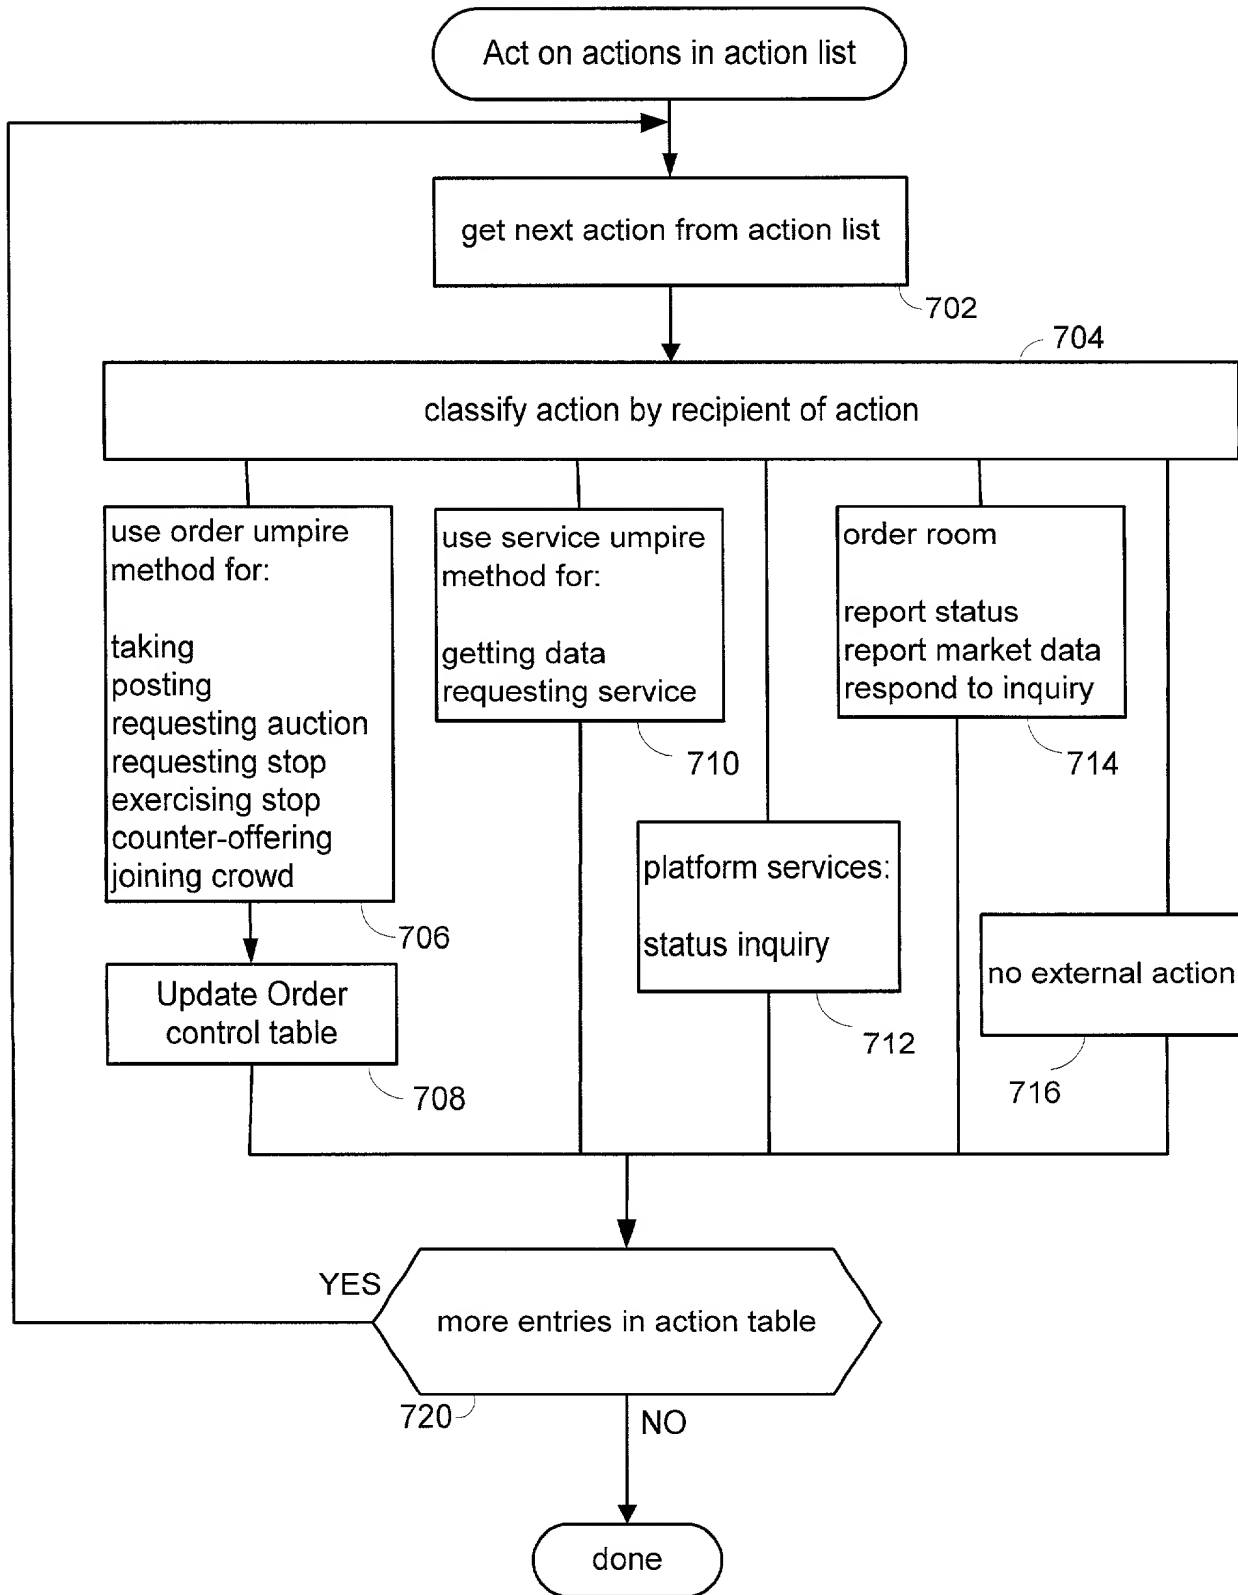 Act on actions in action list
get next action from action list
702
704
classify action by recipient of action
use order umpire
method for:
taking
posting
requesting auction
requesting stop
exercising stop
counter-offering
joining crowd
706
Update Order
control table
708
use service umpire
method for:
getting data
requesting service
710
platform services:
status inquiry
712
order room
report status
report market data
respond to inquiry
714
no external action
716
YES
more entries in action table
720
NO
done